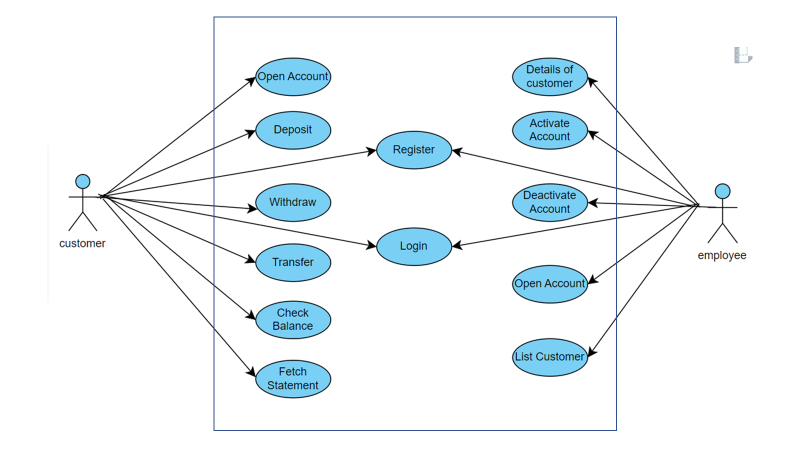 Open Account
Details of
customer
Deposit
Activate
Account
Register
Withdraw
Deactivate
Account
customer
Login
employee
Transfer
Open Account
Check
Balance
List Customer
Fetch
Statement